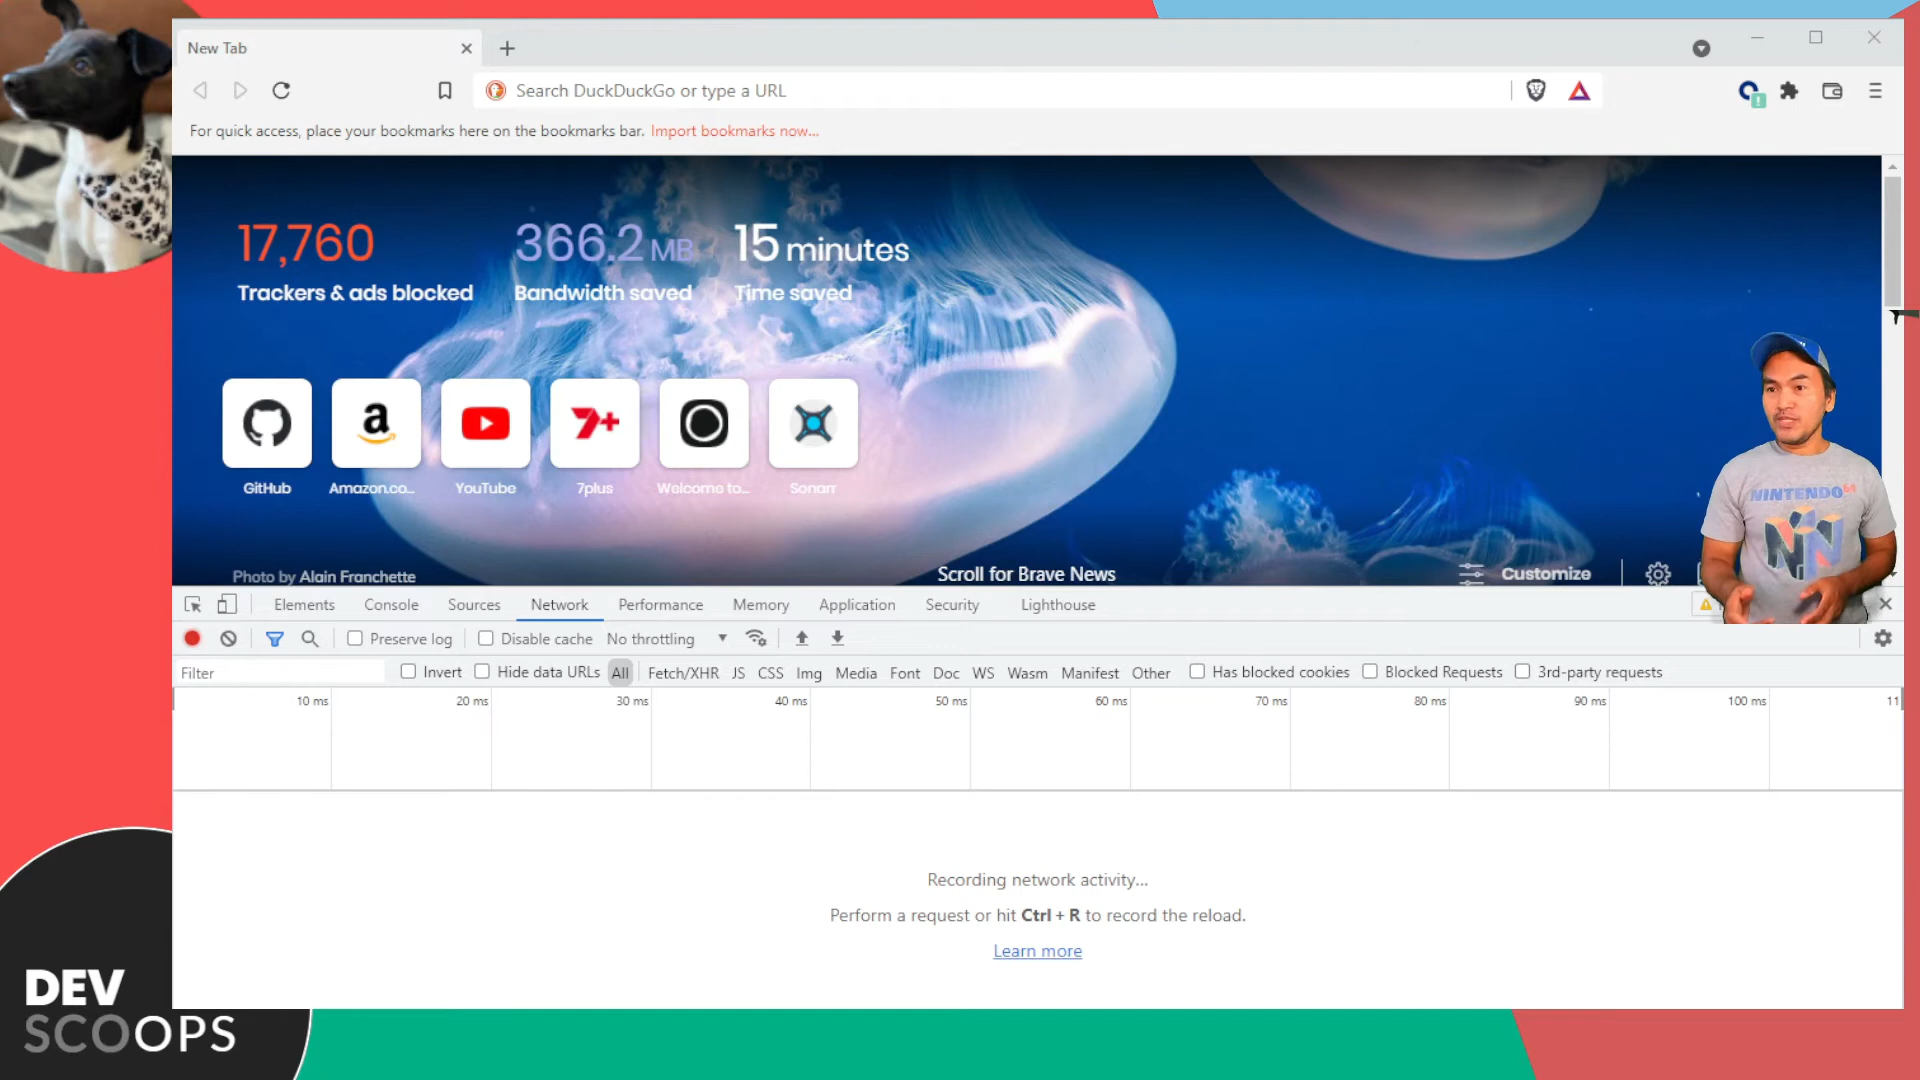 New Tab
Search DuckDuckGo or type a URL
For quick access, place your bookmarks here on the bookmarks bar. Import bookmarks now...
17,760 366.2 MB 15 minutes
Trackers & ads blocked Bandwidth saved Time saved
a 7+
GitHub Amazon.co... YouTube 7plus Welcome to... Sonarr
NINTENDO 64
Photo by Alain Franchette Scroll for Brave News Customize
Elements Console Sources Network Performance Memory Application Security Lighthouse
Preserve log Disable cache No throttling
Filter Invert Hide data URLs All Fetch/XHR JS CSS Img Media Font Doc WS Wasm Manifest Other Has blocked cookies Blocked Requests 3rd-party requests
10 ms 20 ms 30 ms 40 ms 50 ms 60 ms 70 ms 80 ms 90 ms 100 ms 11
Recording network activity...
Perform a request or hit Ctrl + R to record the reload.
Learn more
DEV
SCOOPS